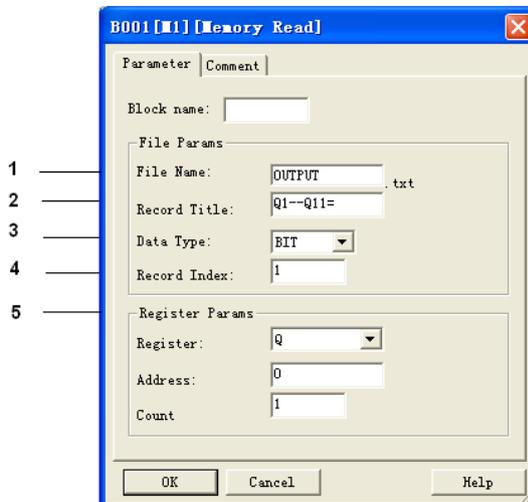 B001[M1][Memory Read]
Parameter Comment
Block name:
File Params
1 File Name: OUTPUT .txt
2 Record Title: Q1--Q11=
3 Data Type: BIT
4 Record Index: 1
5 Register Params
Register: Q
Address: 0
Count 1
OK Cancel Help